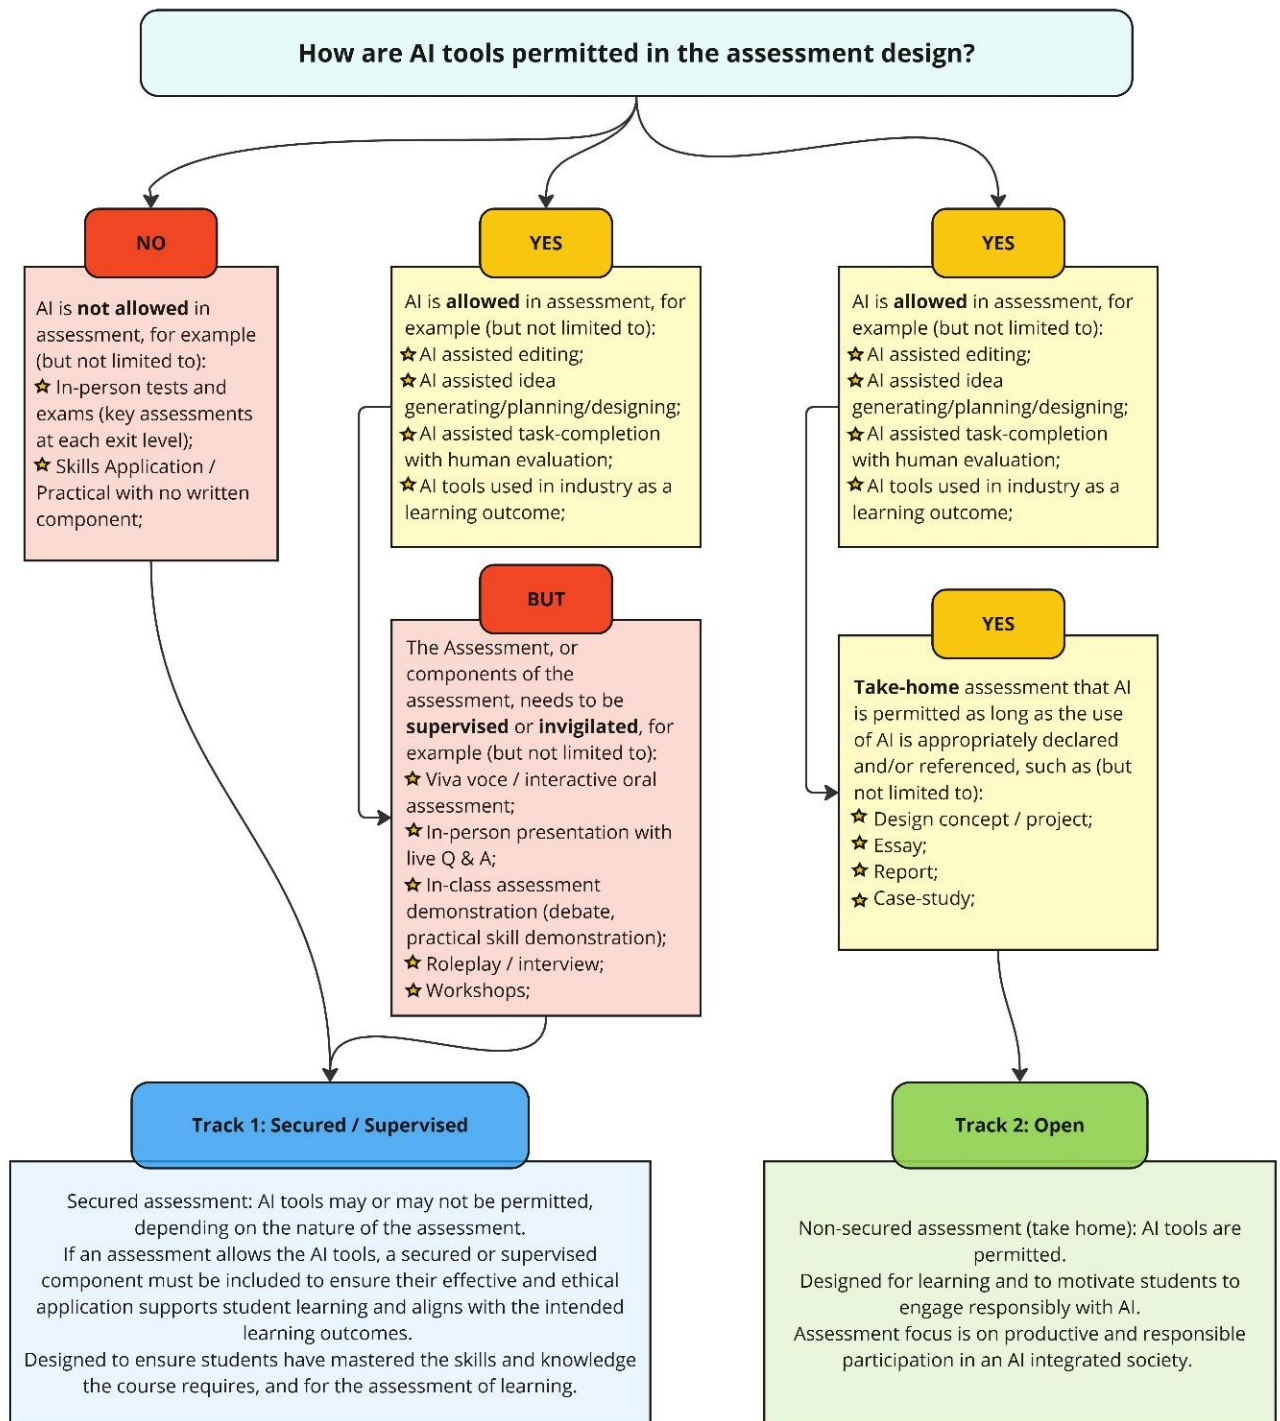 How are AI tools permitted in the assessment design?
NO
AI is not allowed in
assessment, for example
(but not limited to):
In-person tests and
exams (key assessments
at each exit level);
Skills Application /
Practical with no written
component;
YES
AI is allowed in assessment, for
example (but not limited to):
AI assisted editing;
AI assisted idea
generating/planning/designing;
AI assisted task-completion
with human evaluation;
AI tools used in industry as a
learning outcome;
BUT
The Assessment, or
components of the
assessment, needs to be
supervised or invigilated, for
example (but not limited to):
Viva voce / interactive oral
assessment;
In-person presentation with
live Q & A;
In-class assessment
demonstration (debate,
practical skill demonstration);
Roleplay / interview;
Workshops;
YES
AI is allowed in assessment, for
example (but not limited to):
AI assisted editing;
AI assisted idea
generating/planning/designing;
AI assisted task-completion
with human evaluation;
AI tools used in industry as a
learning outcome;
YES
Take-home assessment that AI
is permitted as long as the use
of AI is appropriately declared
and/or referenced, such as (but
not limited to):
Design concept / project;
Essay;
Report;
Case-study;
Track 1: Secured / Supervised
Secured assessment: AI tools may or may not be permitted,
depending on the nature of the assessment.
If an assessment allows the AI tools, a secured or supervised
component must be included to ensure their effective and ethical
application supports student learning and aligns with the intended
learning outcomes.
Designed to ensure students have mastered the skills and knowledge
the course requires, and for the assessment of learning.
Track 2: Open
Non-secured assessment (take home): AI tools are
permitted.
Designed for learning and to motivate students to
engage responsibly with AI.
Assessment focus is on productive and responsible
participation in an AI integrated society.